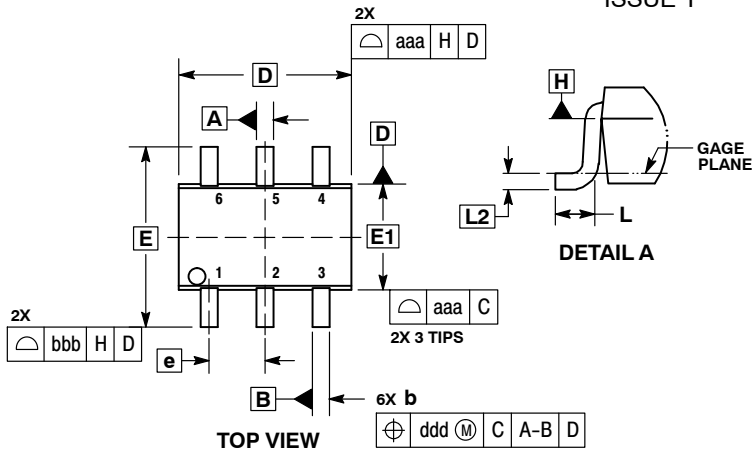 ISSUE Y
2X
⌓ aaa H D
D
A
D
H
GAGE
PLANE
6 5 4
E
E1
L2
L
DETAIL A
1 2 3
⌓ aaa C
2X 3 TIPS
2X
⌓ bbb H D
e
B
6X b
⌖ ddd Ⓜ C A-B D
TOP VIEW